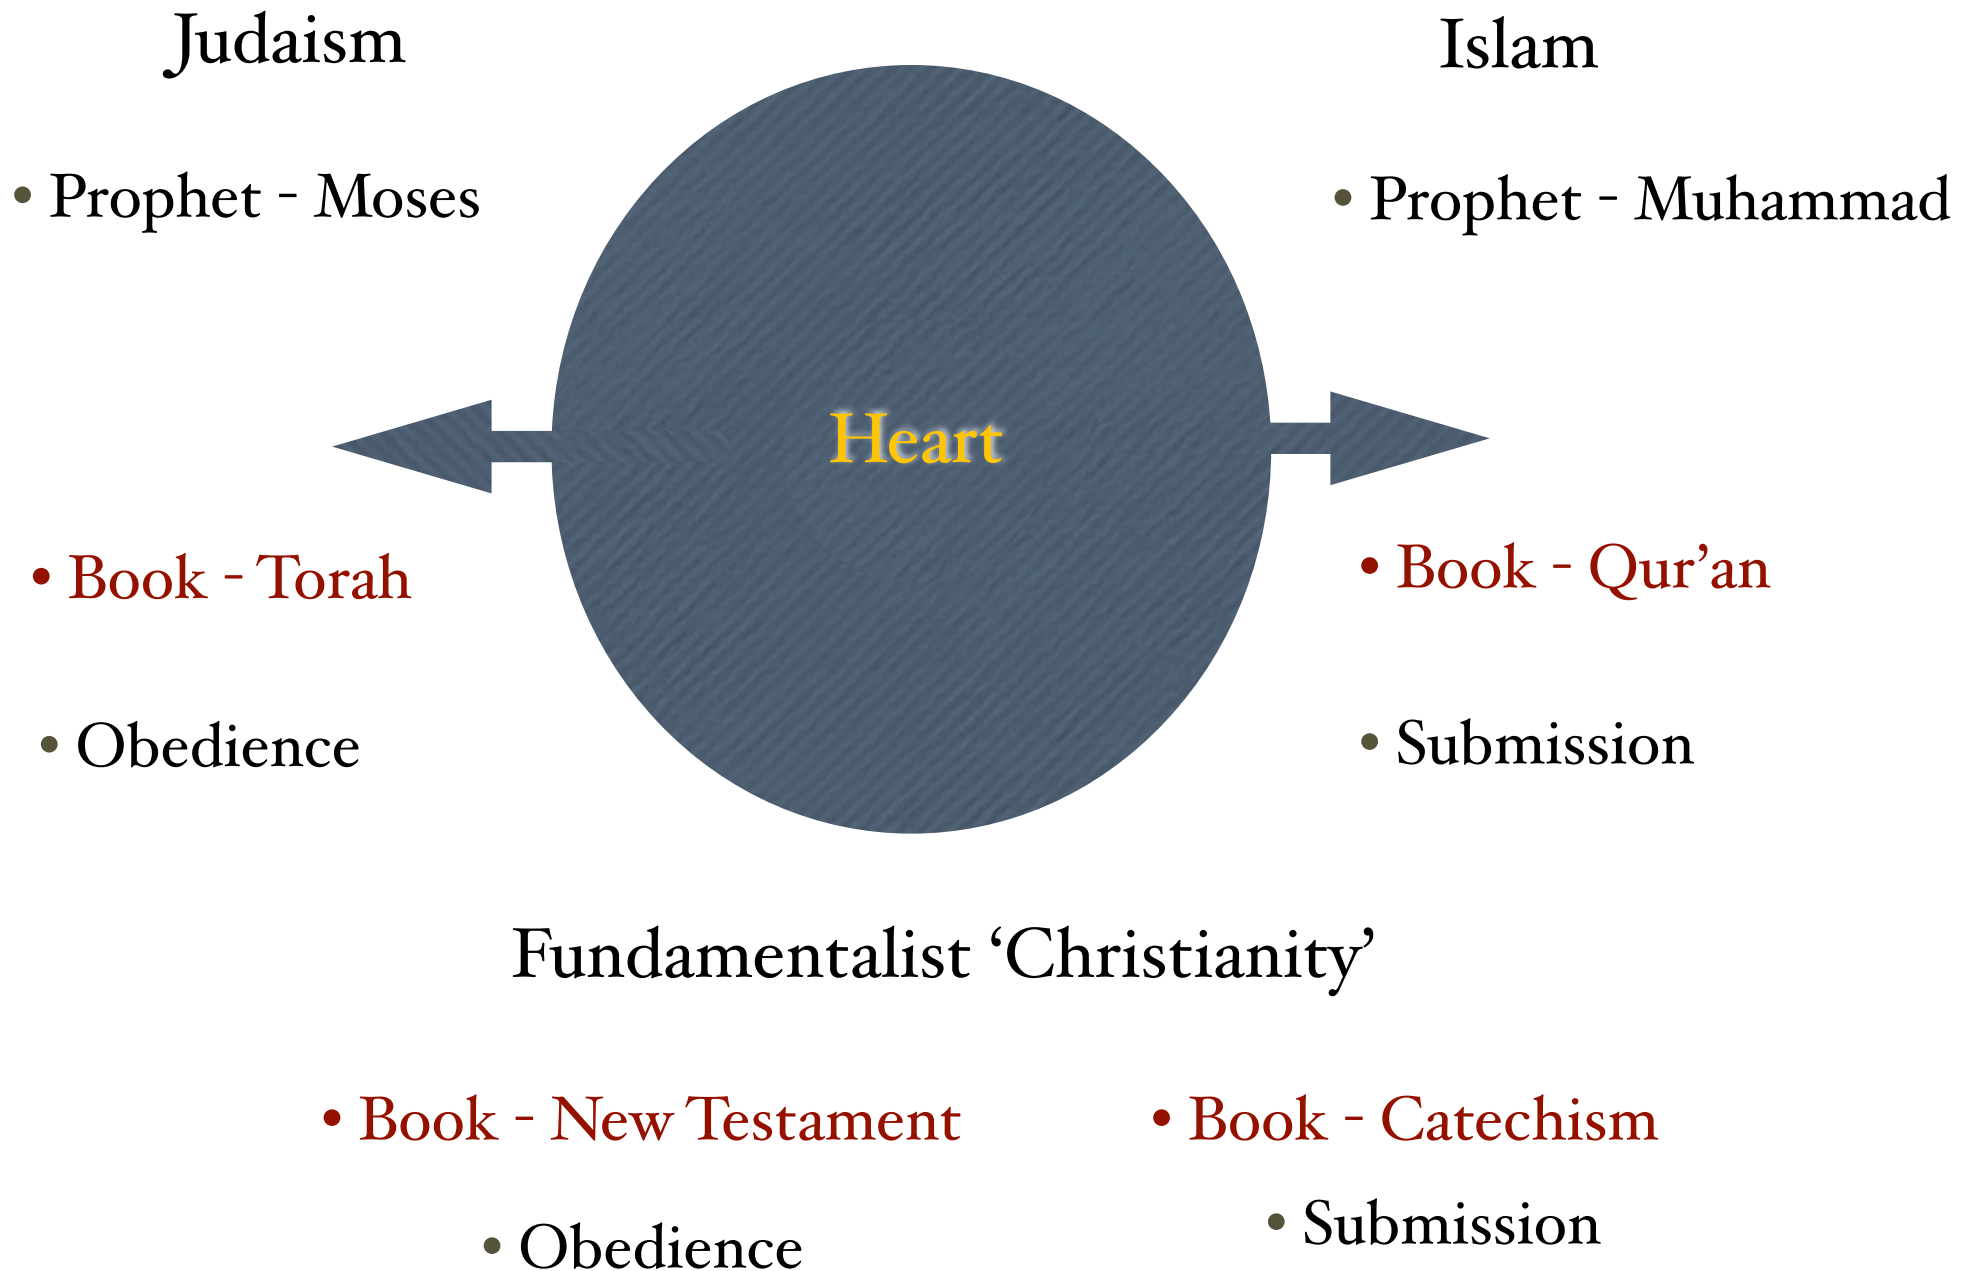 Judaism
Islam
• Prophet - Moses
• Prophet - Muhammad
Heart
• Book - Torah
• Book - Qur’an
• Obedience
• Submission
Fundamentalist ‘Christianity’
• Book - New Testament
• Book - Catechism
• Obedience
• Submission